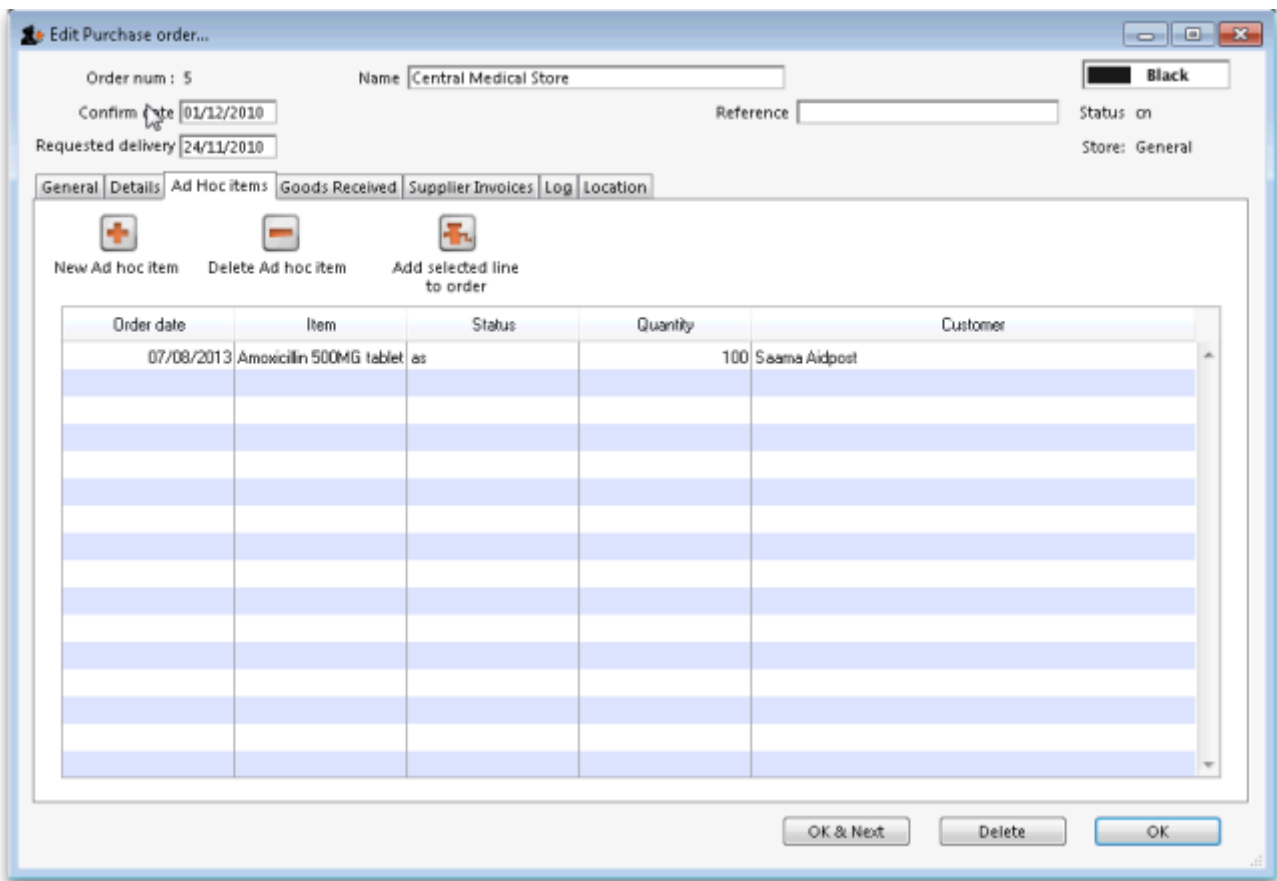 Edit Purchase order...
Order num : 5
Name Central Medical Store
Black
Confirm Date 01/12/2010
Reference
Status cn
Requested delivery 24/11/2010
Store: General
General Details Ad Hoc items Goods Received Supplier Invoices Log Location
New Ad hoc item Delete Ad hoc item Add selected line
to order
Order date Item Status Quantity Customer
07/08/2013 Amoxicillin 500MG tablet as 100 Saama Aidpost
OK & Next Delete OK